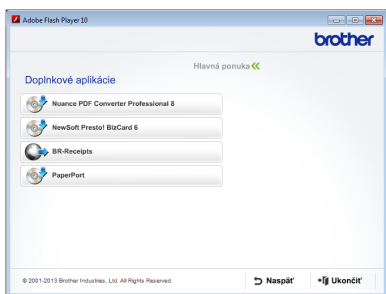 Adobe Flash Player 10
brother
Hlavná ponuka
Doplnkové aplikácie
Nuance PDF Converter Professional 8
NewSoft Presto! BizCard 6
BR-Receipts
PaperPort
© 2001-2013 Brother Industries, Ltd. All Rights Reserved.
Naspäť
Ukončiť